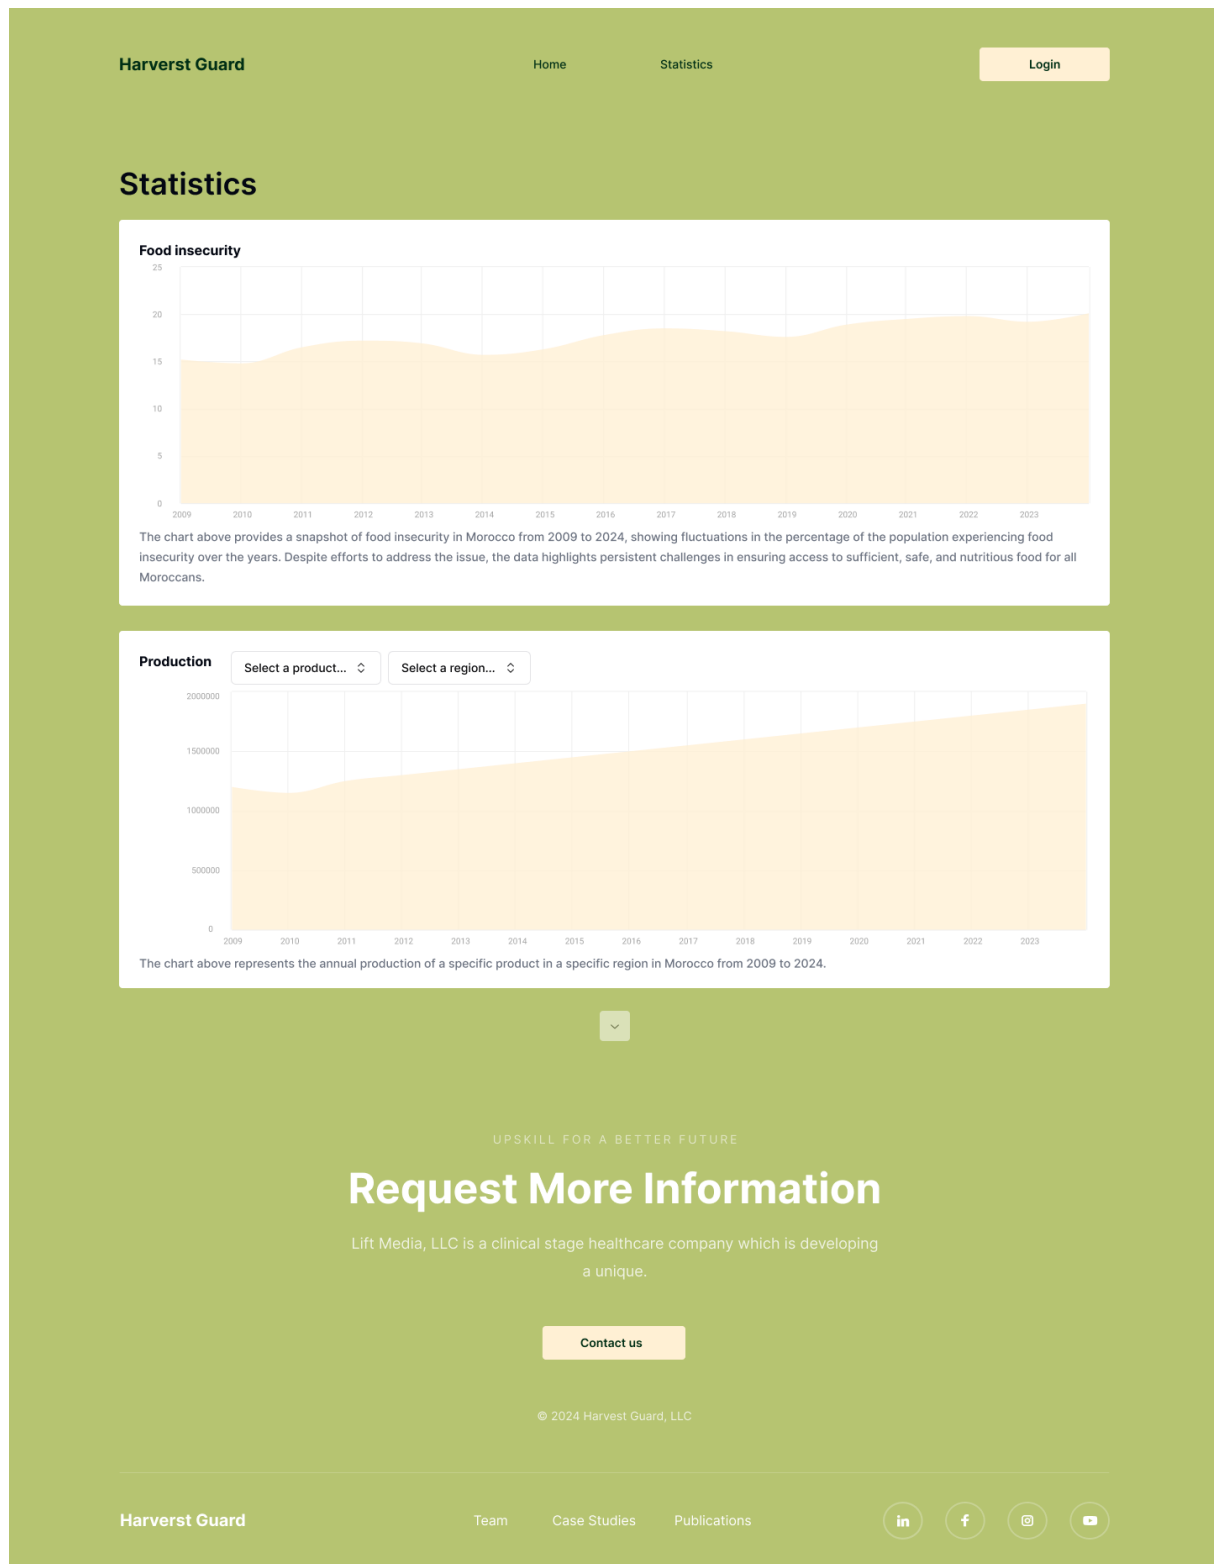 Harverst Guard
Home
Statistics
Login
Statistics
Food insecurity
25
20
15
10
5
0
2009 2010 2011 2012 2013 2014 2015 2016 2017 2018 2019 2020 2021 2022 2023
The chart above provides a snapshot of food insecurity in Morocco from 2009 to 2024, showing fluctuations in the percentage of the population experiencing food
insecurity over the years. Despite efforts to address the issue, the data highlights persistent challenges in ensuring access to sufficient, safe, and nutritious food for all
Moroccans.
Production
Select a product...
Select a region...
2000000
1500000
1000000
500000
0
2009 2010 2011 2012 2013 2014 2015 2016 2017 2018 2019 2020 2021 2022 2023
The chart above represents the annual production of a specific product in a specific region in Morocco from 2009 to 2024.
UPSKILL FOR A BETTER FUTURE
Request More Information
Lift Media, LLC is a clinical stage healthcare company which is developing
a unique.
Contact us
© 2024 Harvest Guard, LLC
Harverst Guard
Team
Case Studies
Publications